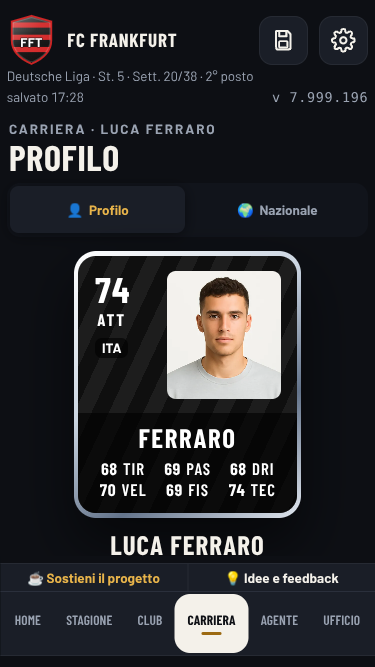 FFT
FC FRANKFURT
Deutsche Liga · St. 5 · Sett. 20/38 · 2° posto
salvato 17:28
v 7.999.196
CARRIERA · LUCA FERRARO
PROFILO
Profilo
Nazionale
74
ATT
ITA
FERRARO
68 TIR 69 PAS 68 DRI
70 VEL 69 FIS 74 TEC
LUCA FERRARO
Sostieni il progetto
Idee e feedback
HOME STAGIONE CLUB CARRIERA AGENTE UFFICIO